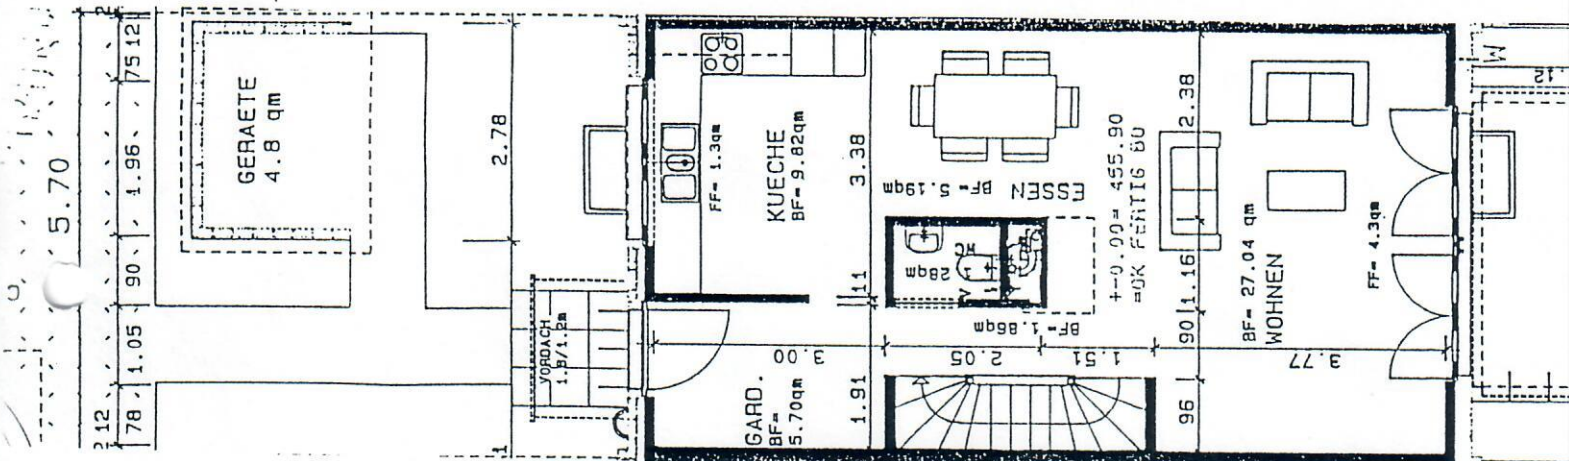 5.70
12
75
1.96
90
1.05
78
12
GERAETE
4.8 qm
2.78
VORDACH
1.8/1.2m
FF= 1.3qm
KUECHE
BF= 9.82qm
3.38
11
1.91
GARD.
BF=
5.70qm
3.00
2.05
1.51
3.77
ESSEN
BF= 5.19qm
WC
28qm
BF= 1.86qm
+-0.00= 455.90
=OK FERTIG BO
2.38
1.16
90
96
BF= 27.04 qm
WOHNEN
FF= 4.3qm
M
.12